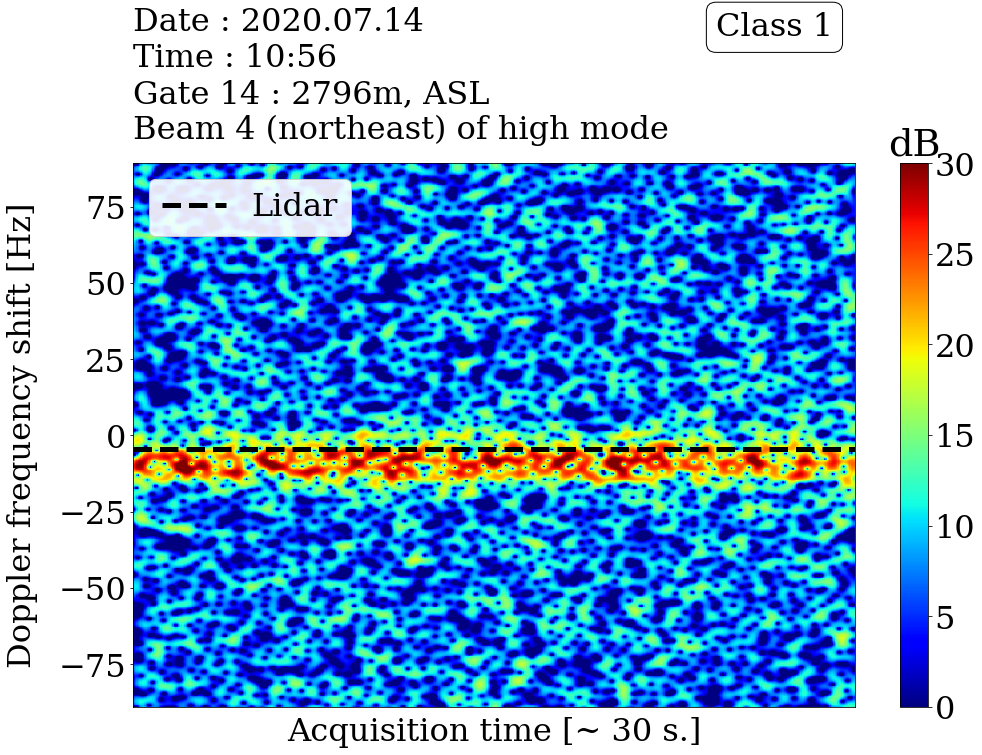 Date : 2020.07.14
Time : 10:56
Gate 14 : 2796m, ASL
Beam 4 (northeast) of high mode
Class 1
dB
Lidar
Doppler frequency shift [Hz]
75
50
25
0
−25
−50
−75
30
25
20
15
10
5
0
Acquisition time [~ 30 s.]